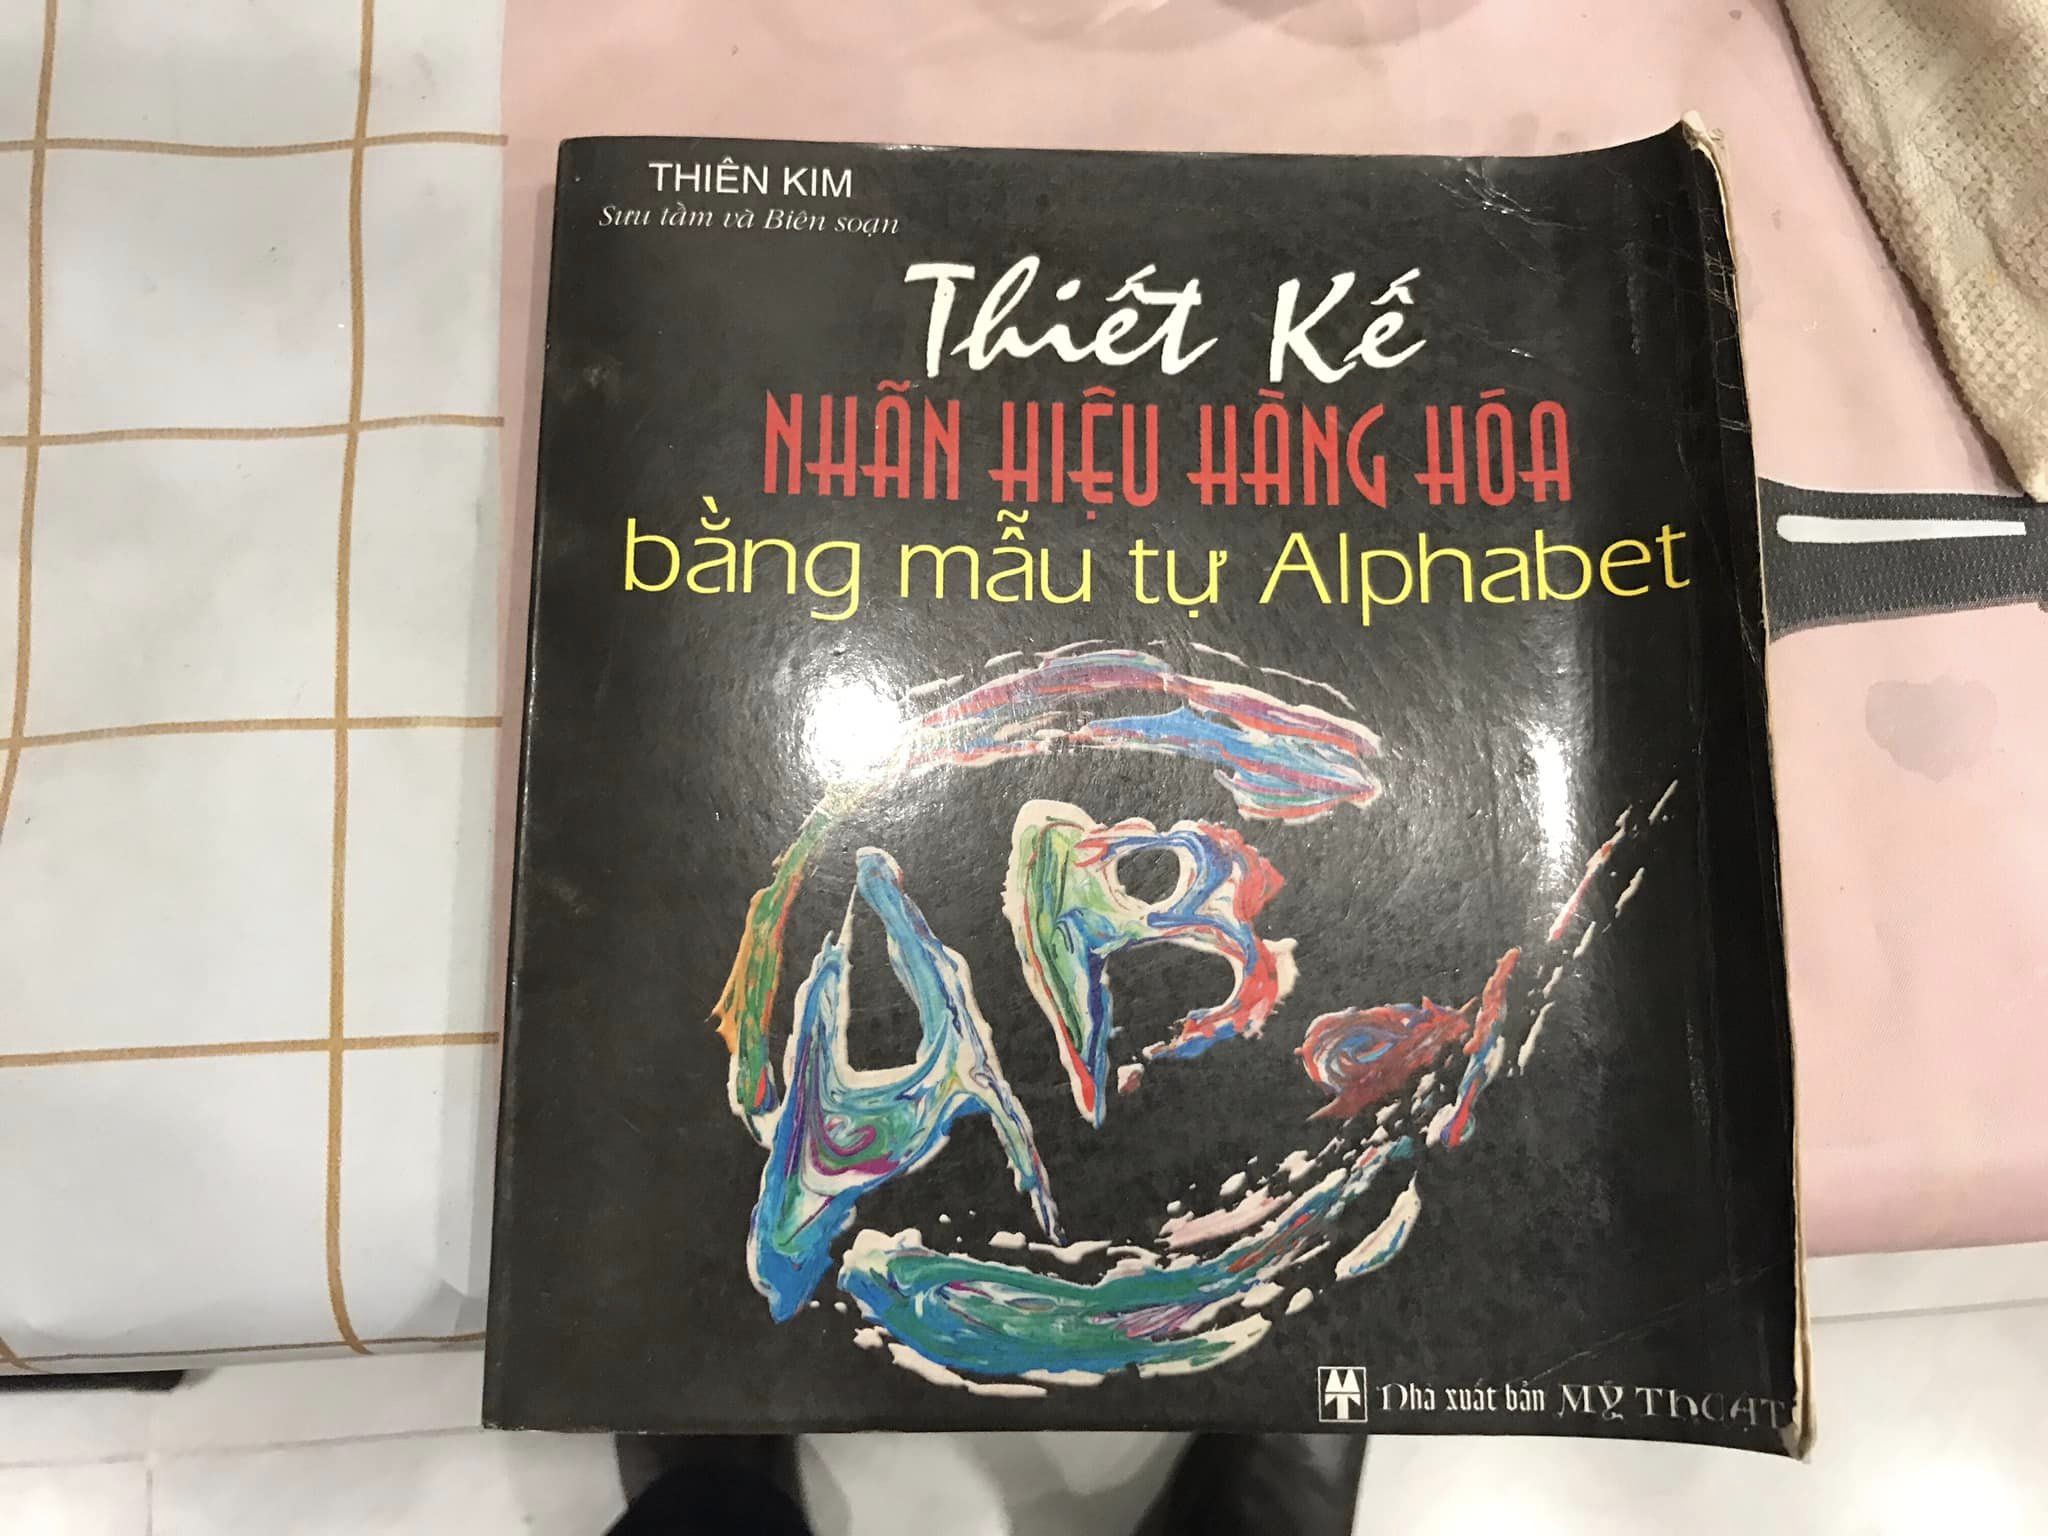 THIÊN KIM
Sưu tầm và Biên soạn
Thiết Kế
NHÃN HIỆU HÀNG HÓA
bằng mẫu tự Alphabet
AB
MT Nhà xuất bản MỸ THUẬT